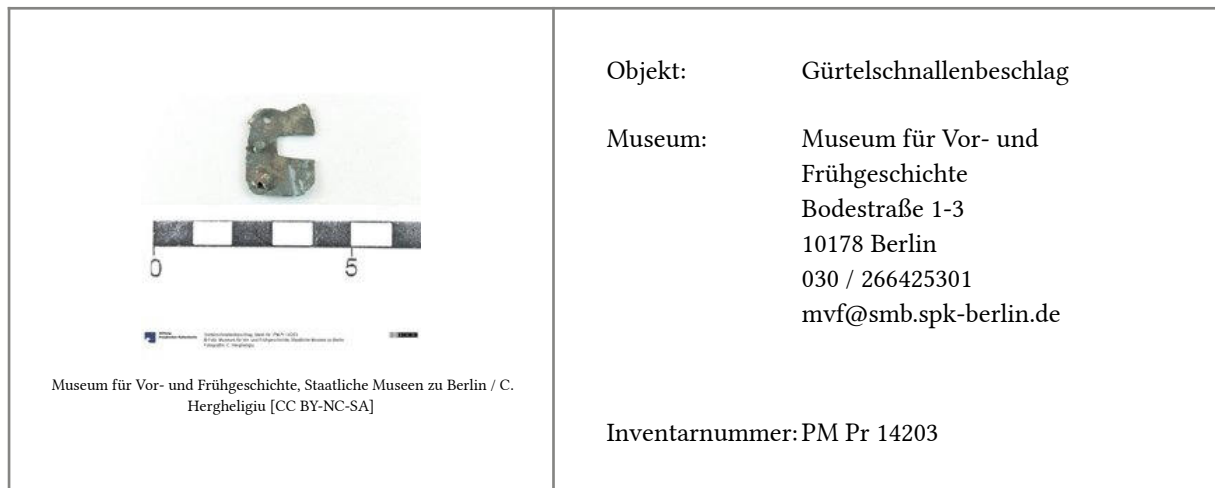 0 5
Museum für Vor- und Frühgeschichte, Staatliche Museen zu Berlin / C.
Hergheligiu [CC BY-NC-SA]
Objekt: Gürtelschnallenbeschlag
Museum: Museum für Vor- und
Frühgeschichte
Bodestraße 1-3
10178 Berlin
030 / 266425301
mvf@smb.spk-berlin.de
Inventarnummer: PM Pr 14203